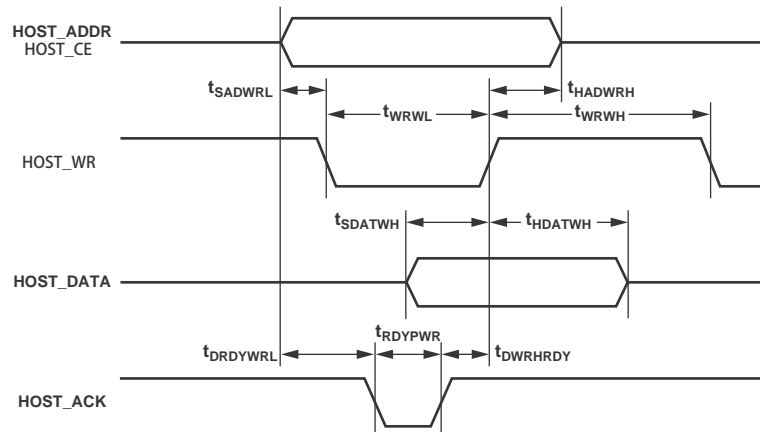 HOST_ADDR
HOST_CE
tSADWRL
tHADWRH
tWRWL
tWRWH
HOST_WR
tSDATWH
tHDATWH
HOST_DATA
tRDYPWR
tDRDYWRL
tDWRHRDY
HOST_ACK